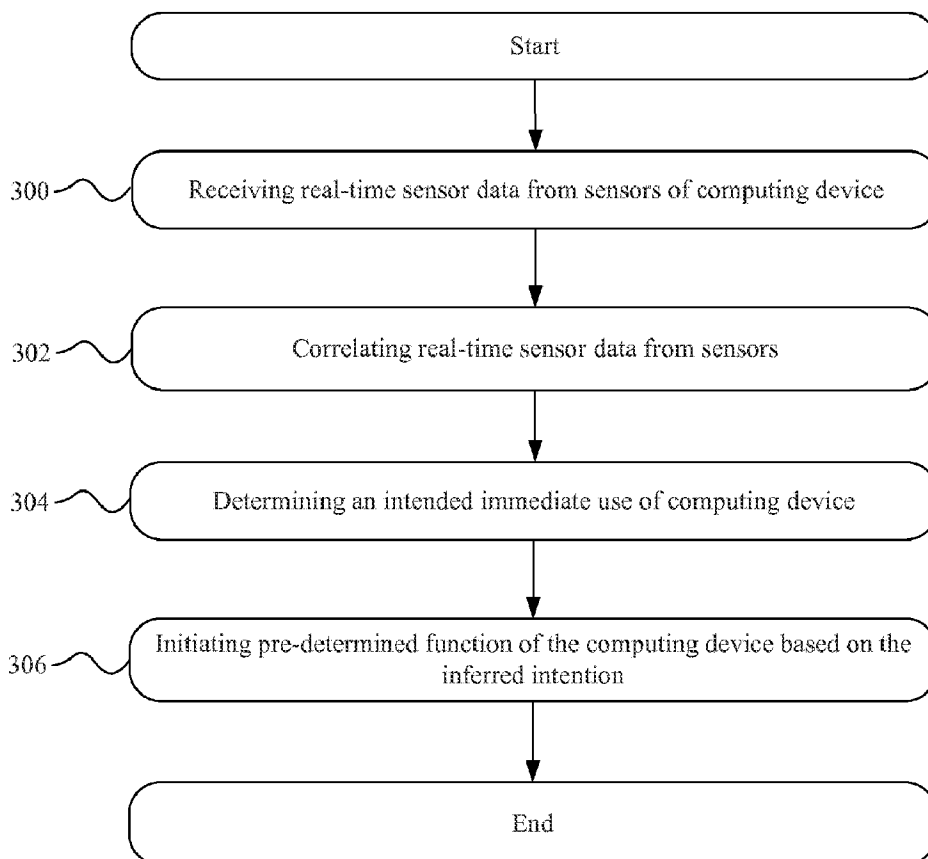 Start
300
Receiving real-time sensor data from sensors of computing device
302
Correlating real-time sensor data from sensors
304
Determining an intended immediate use of computing device
306
Initiating pre-determined function of the computing device based on the
inferred intention
End